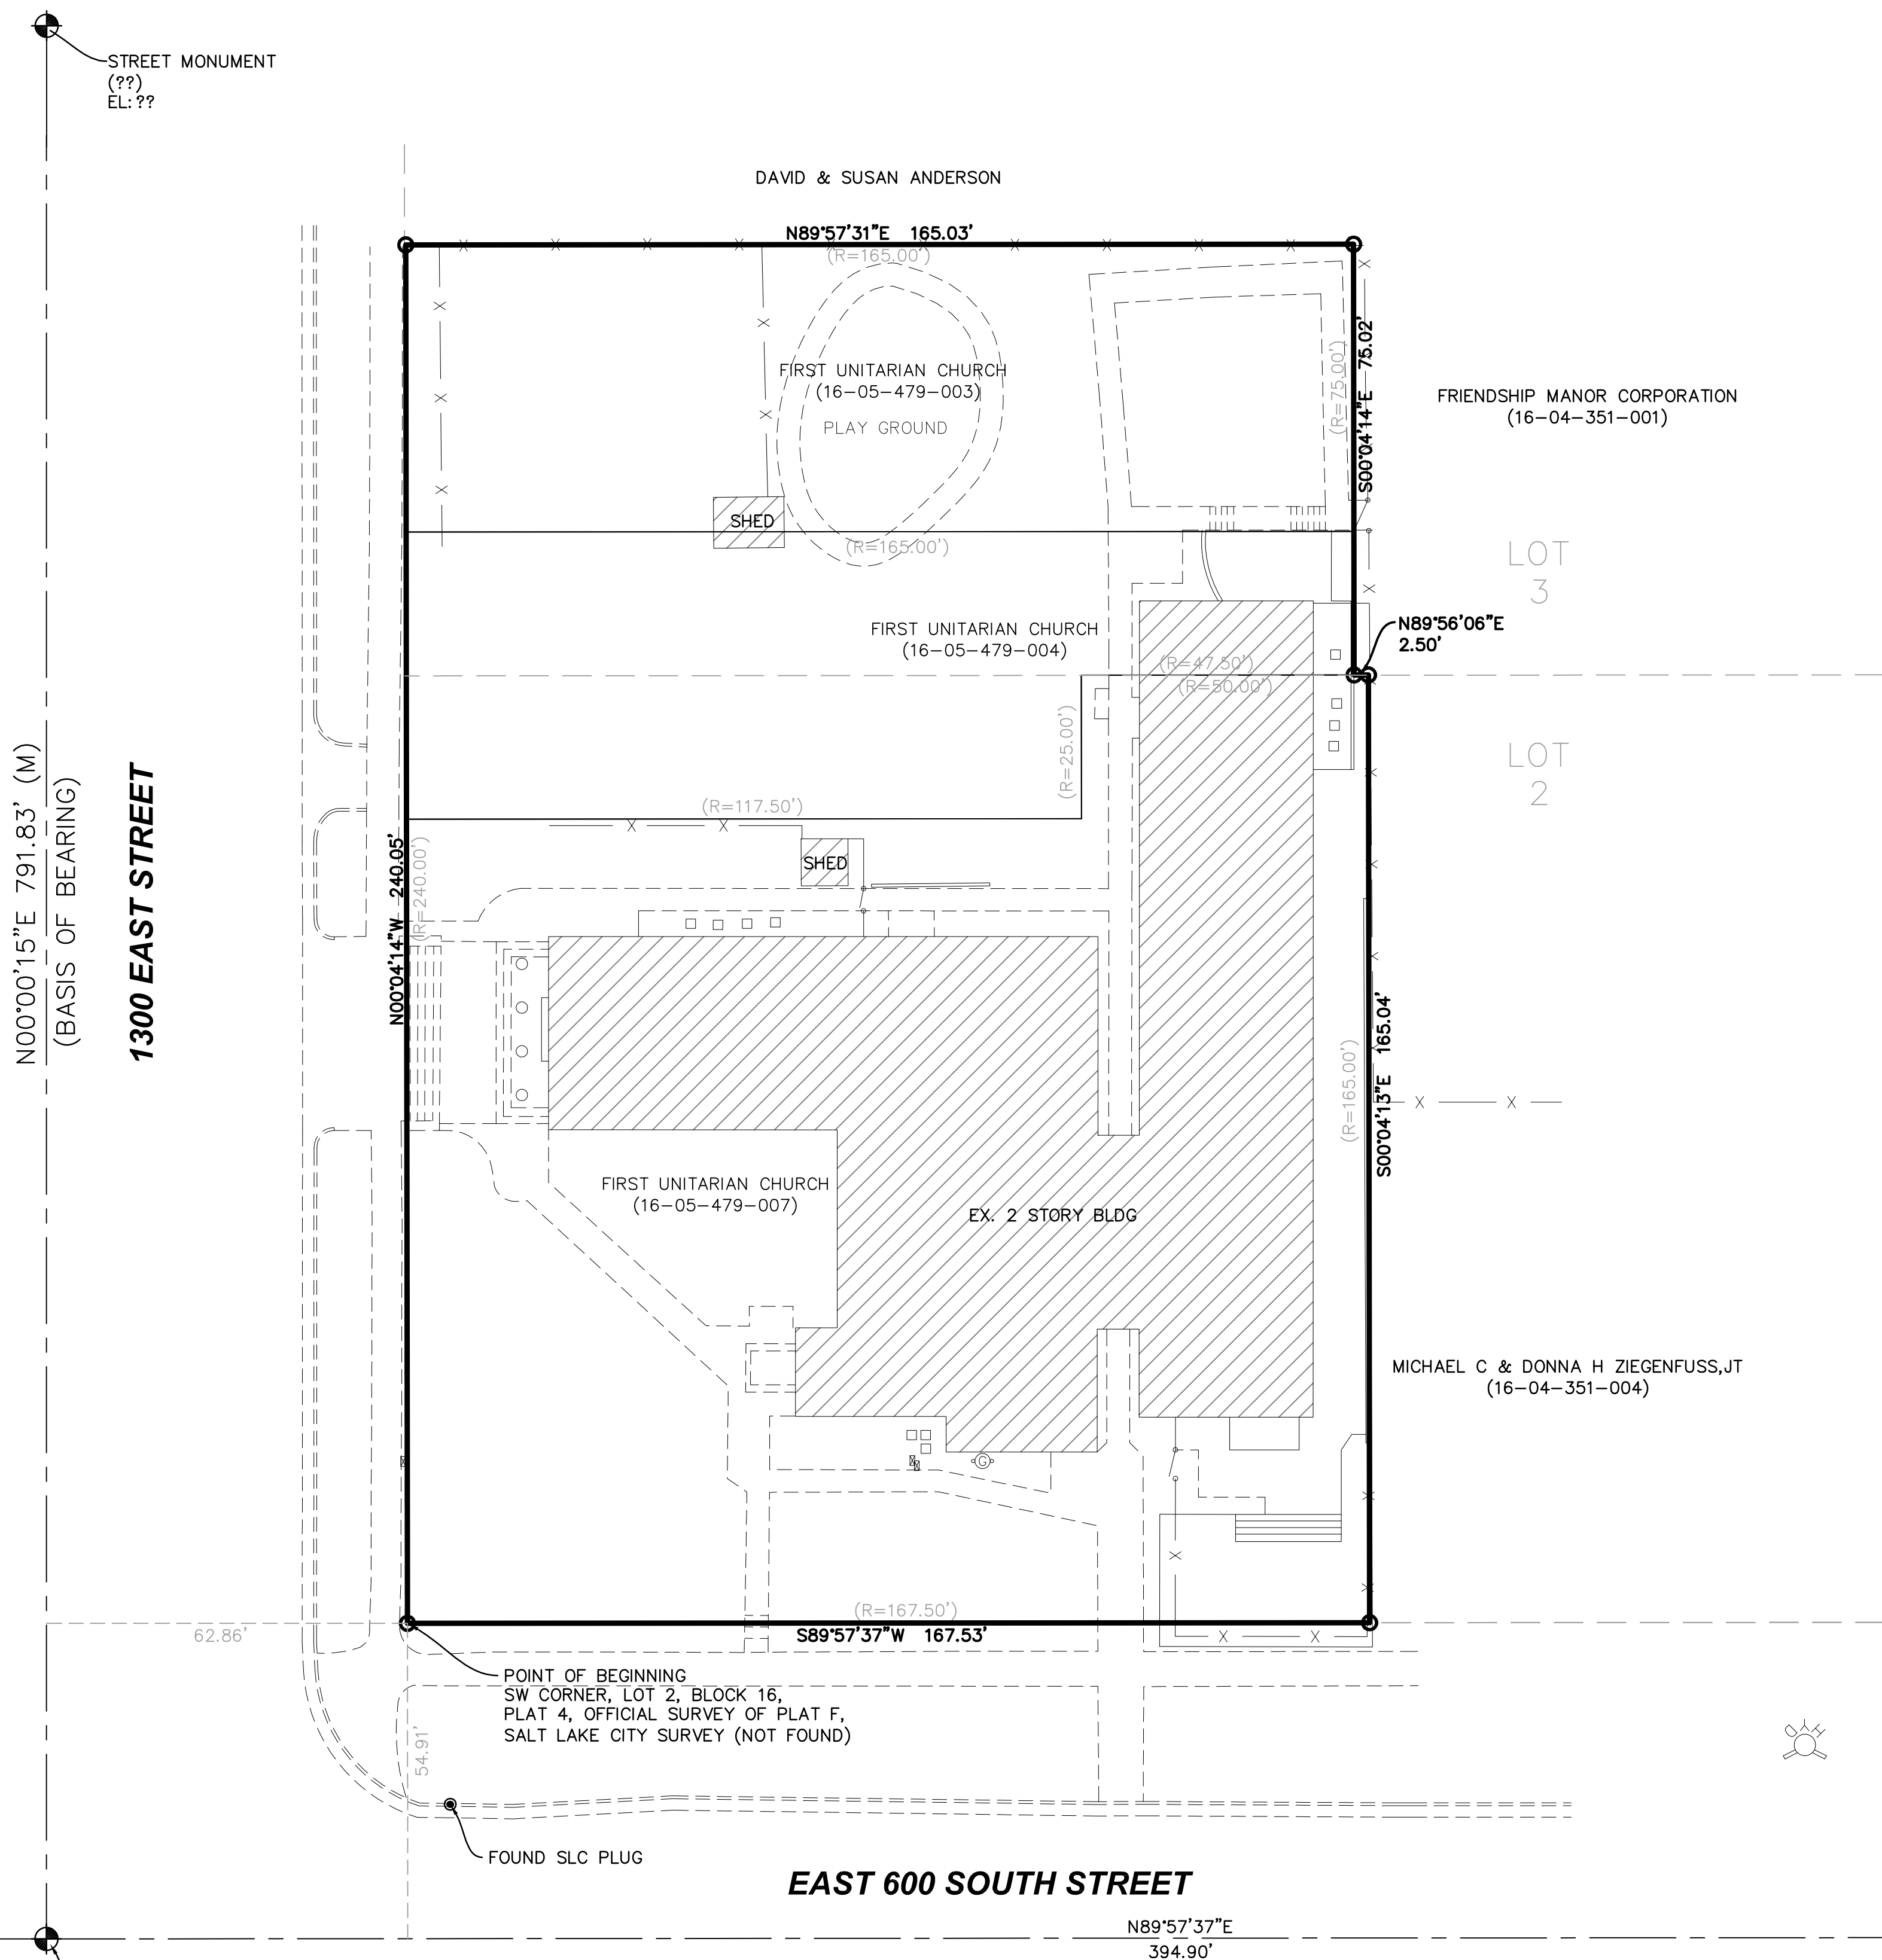 STREET MONUMENT
(??)
EL: ??
DAVID & SUSAN ANDERSON
N89°57'31"E 165.03'
(R=165.00')
FIRST UNITARIAN CHURCH
(16-05-479-003)
PLAY GROUND
(R=75.00')
S00°04'14"E 75.02'
FRIENDSHIP MANOR CORPORATION
(16-04-351-001)
SHED
(R=165.00')
LOT
3
FIRST UNITARIAN CHURCH
(16-05-479-004)
N89°56'06"E
2.50'
(R=47.50')
(R=50.00')
(R=25.00')
LOT
2
(R=117.50')
N00°00'15"E 791.83' (M)
(BASIS OF BEARING)
1300 EAST STREET
N00°04'14"W 240.05'
(R=240.00')
SHED
(R=165.00')
S00°04'13"E 165.04'
FIRST UNITARIAN CHURCH
(16-05-479-007)
EX. 2 STORY BLDG
MICHAEL C & DONNA H ZIEGENFUSS,JT
(16-04-351-004)
G
(R=167.50')
S89°57'37"W 167.53'
62.86'
POINT OF BEGINNING
SW CORNER, LOT 2, BLOCK 16,
PLAT 4, OFFICIAL SURVEY OF PLAT F,
SALT LAKE CITY SURVEY (NOT FOUND)
54.91'
HYD
FOUND SLC PLUG
EAST 600 SOUTH STREET
N89°57'37"E
394.90'